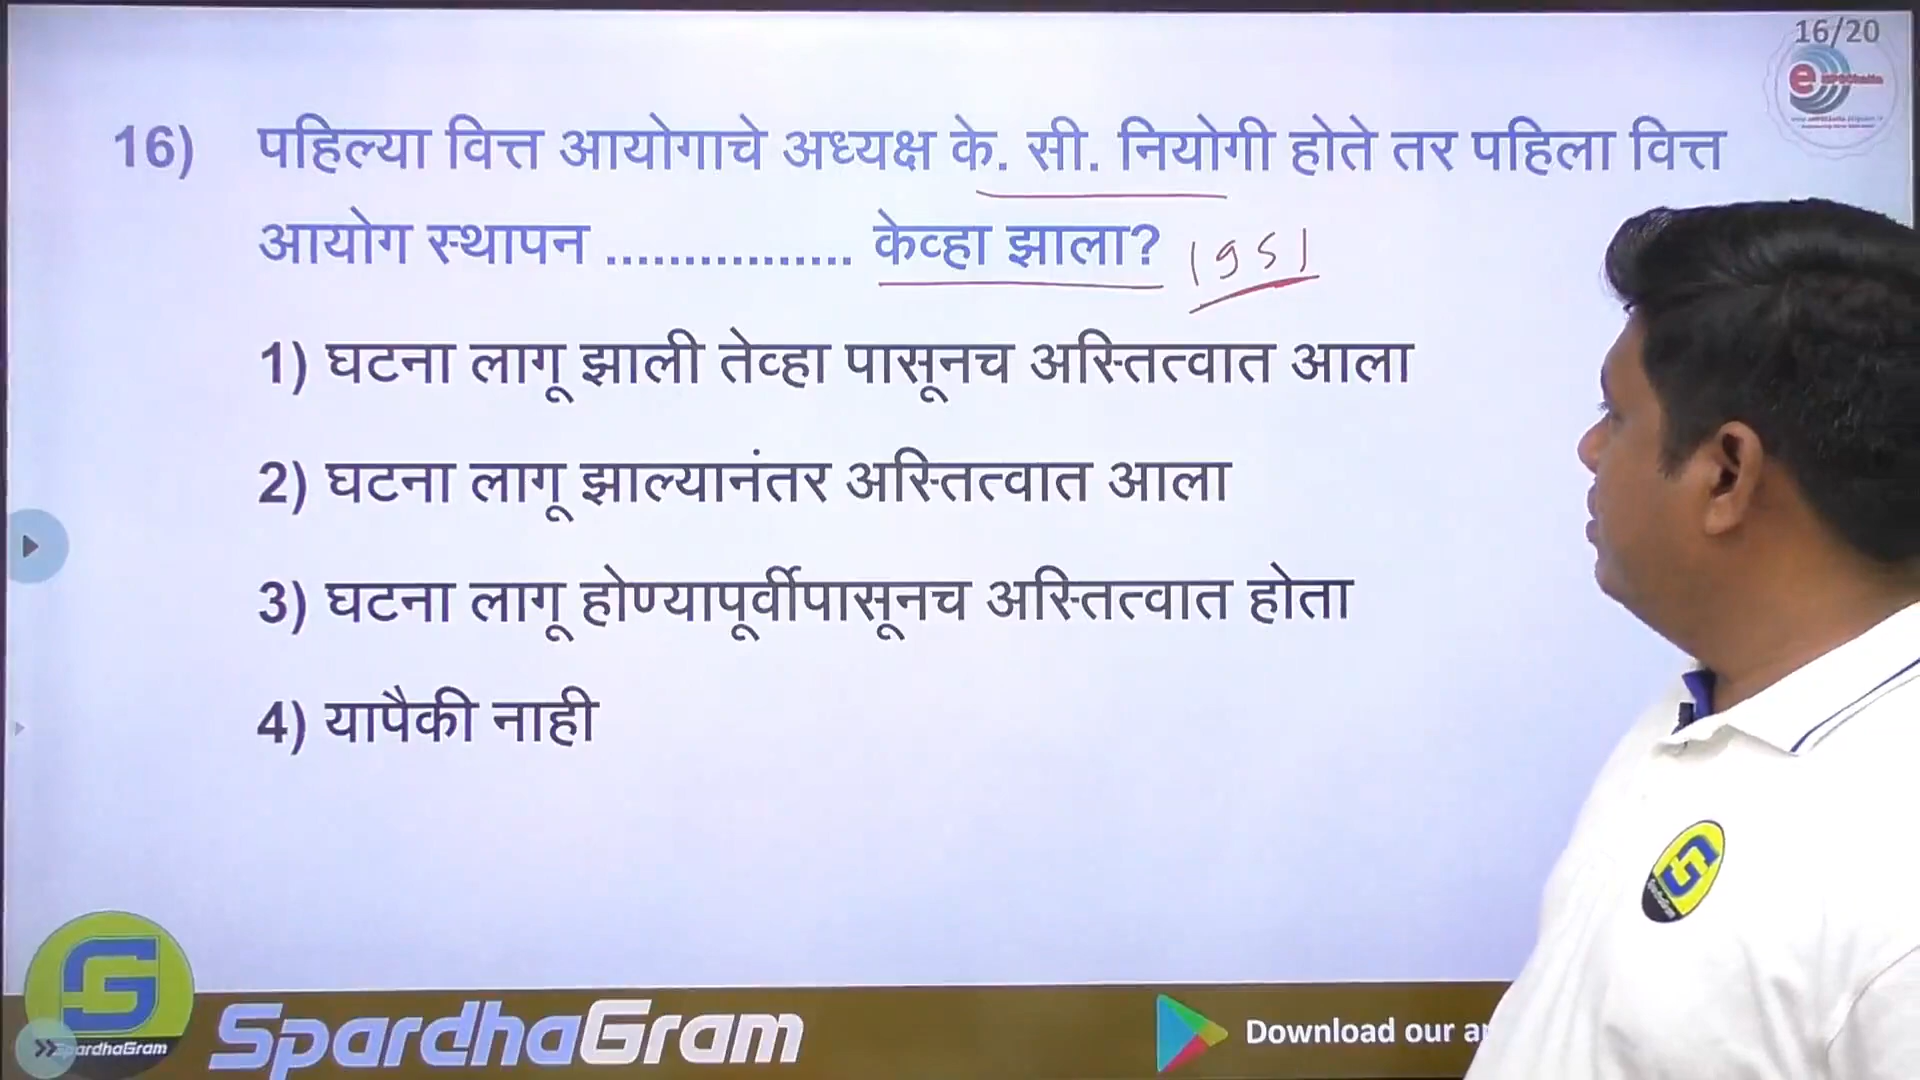 16/20
16) पहिल्या वित्त आयोगाचे अध्यक्ष के. सी. नियोगी होते तर पहिला वित्त
आयोग स्थापन ................ केव्हा झाला? 1951
1) घटना लागू झाली तेव्हा पासूनच अस्तित्वात आला
2) घटना लागू झाल्यानंतर अस्तित्वात आला
3) घटना लागू होण्यापूर्वीपासूनच अस्तित्वात होता
4) यापैकी नाही
SpardhaGram
SpardhaGram
Download our